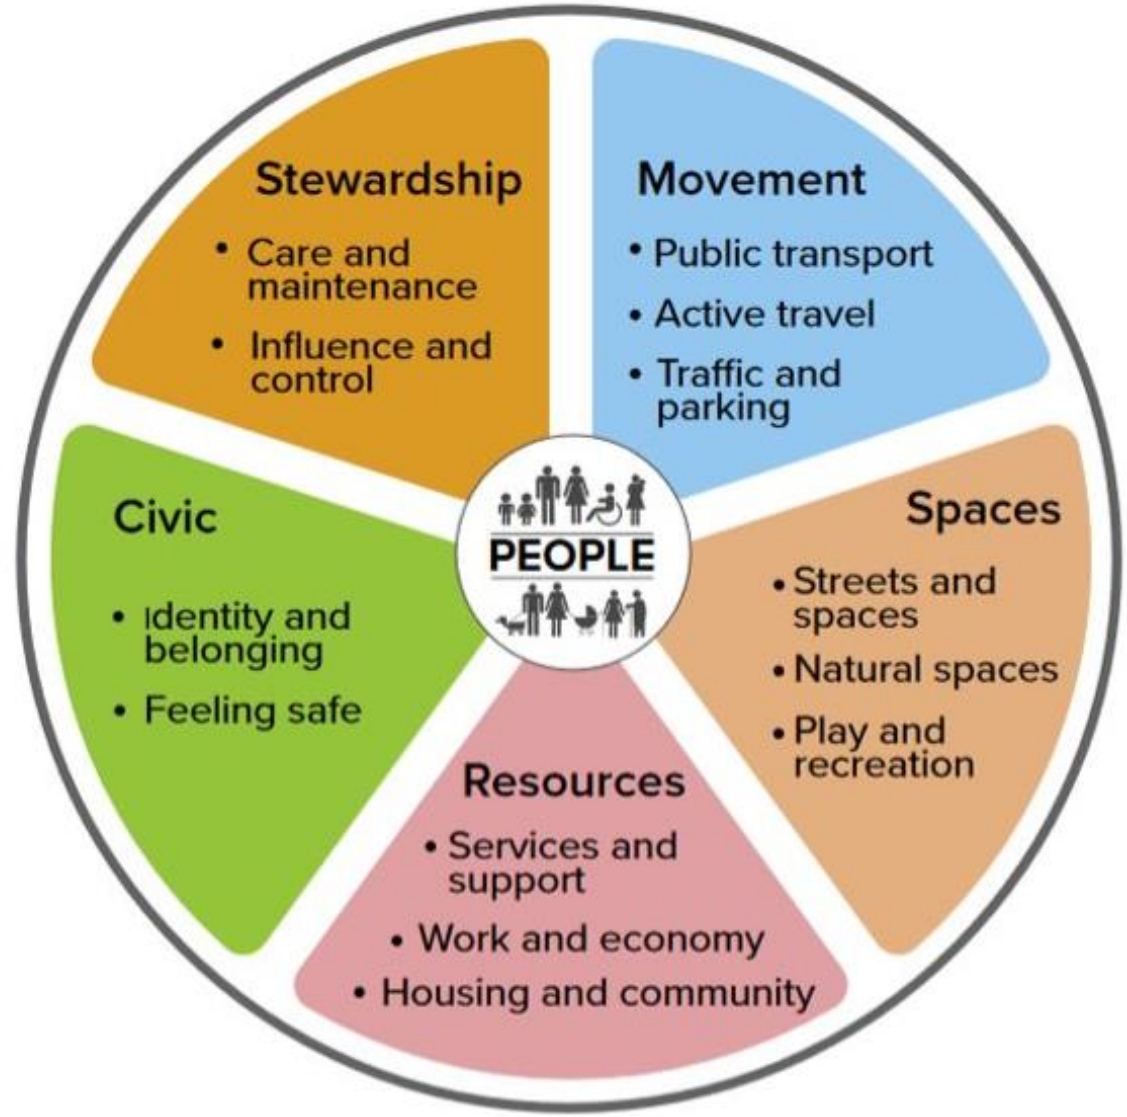 Stewardship
• Care and
maintenance
• Influence and
control
Movement
• Public transport
• Active travel
• Traffic and
parking
Spaces
• Streets and
spaces
• Natural spaces
• Play and
recreation
Resources
• Services and
support
• Work and economy
• Housing and community
Civic
• Identity and
belonging
• Feeling safe
PEOPLE